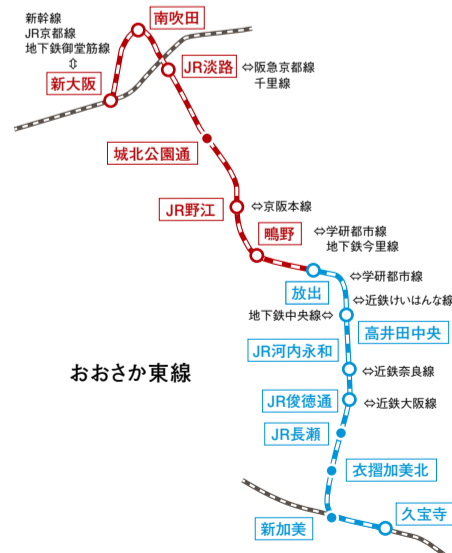 新幹線
JR京都線
地下鉄御堂筋線
⇕
新大阪
南吹田
JR淡路
⇔阪急京都線
千里線
城北公園通
JR野江
⇔京阪本線
鴫野
⇔学研都市線
地下鉄今里線
放出
⇔学研都市線
⇔近鉄けいはんな線
地下鉄中央線⇔
高井田中央
JR河内永和
⇔近鉄奈良線
おおさか東線
JR俊徳道
⇔近鉄大阪線
JR長瀬
衣摺加美北
新加美
久宝寺